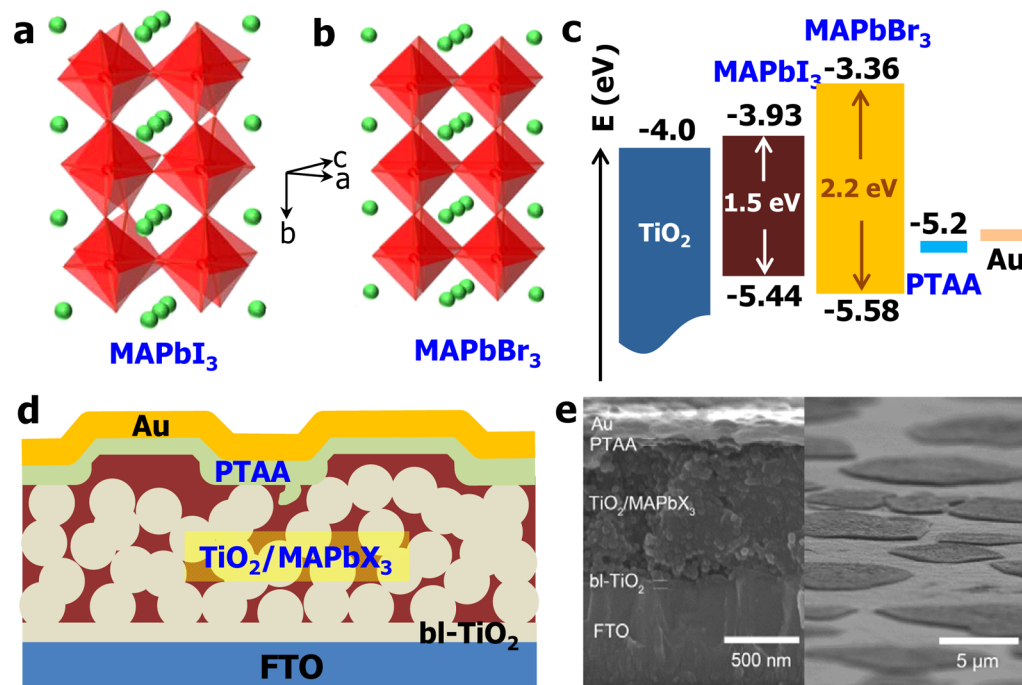 a
MAPbI₃
b
MAPbBr₃
c
a
b
c
E (eV)
MAPbBr₃
MAPbI₃
-3.36
-3.93
-4.0
1.5 eV
2.2 eV
TiO₂
-5.2
Au
PTAA
-5.44
-5.58
d
Au
PTAA
TiO₂/MAPbX₃
bl-TiO₂
FTO
e
Au
PTAA
TiO₂/MAPbX₃
bl-TiO₂
FTO
500 nm
5 µm